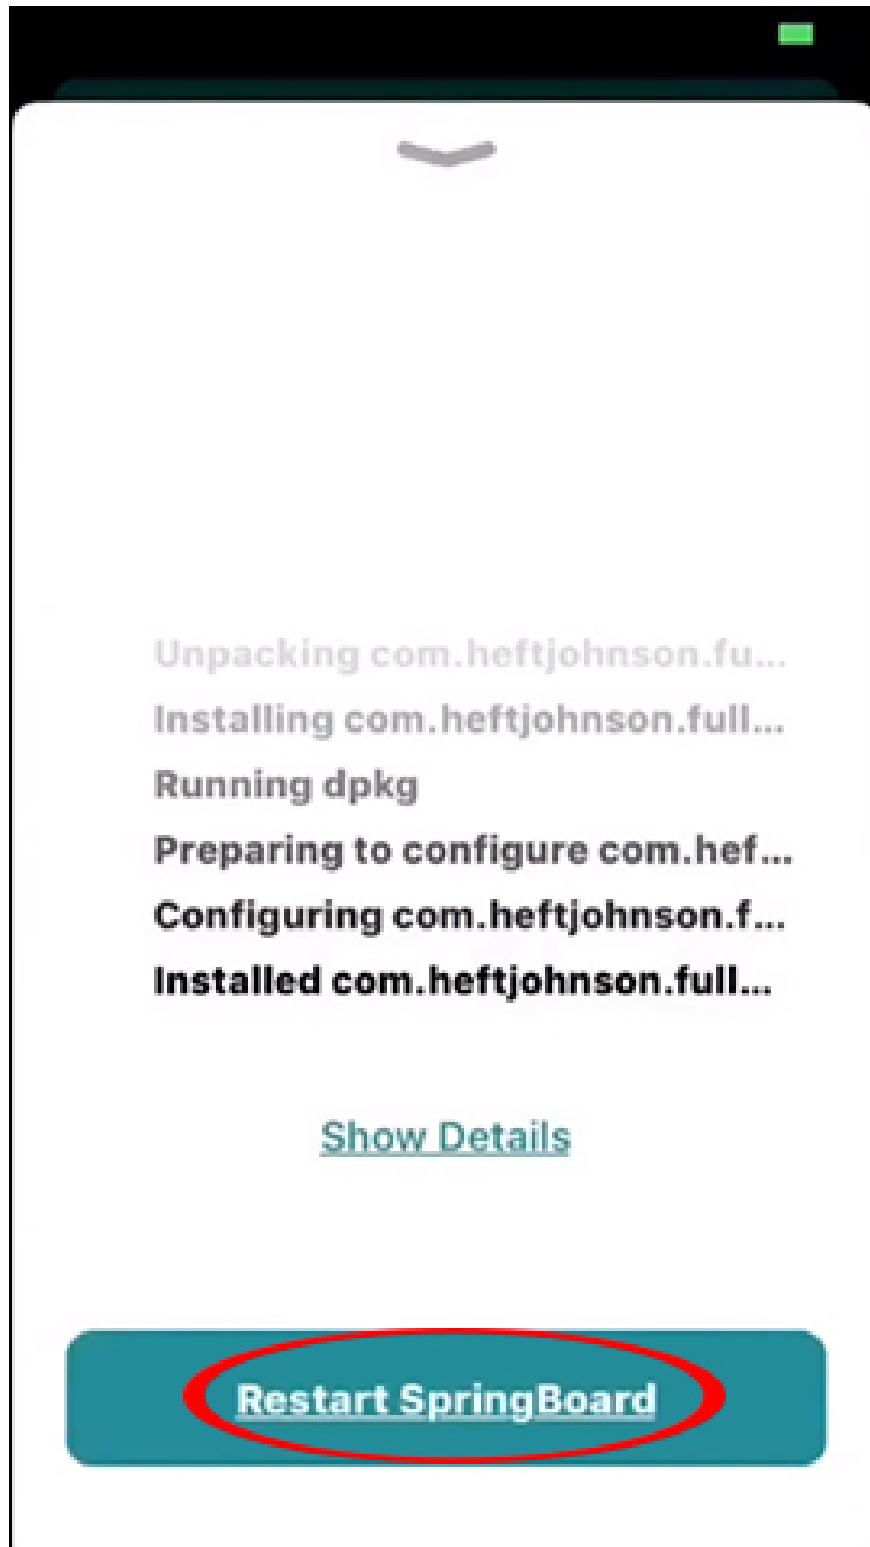 Unpacking com.heftjohnson.fu...
Installing com.heftjohnson.full...
Running dpkg
Preparing to configure com.hef...
Configuring com.heftjohnson.f...
Installed com.heftjohnson.full...
Show Details
Restart SpringBoard